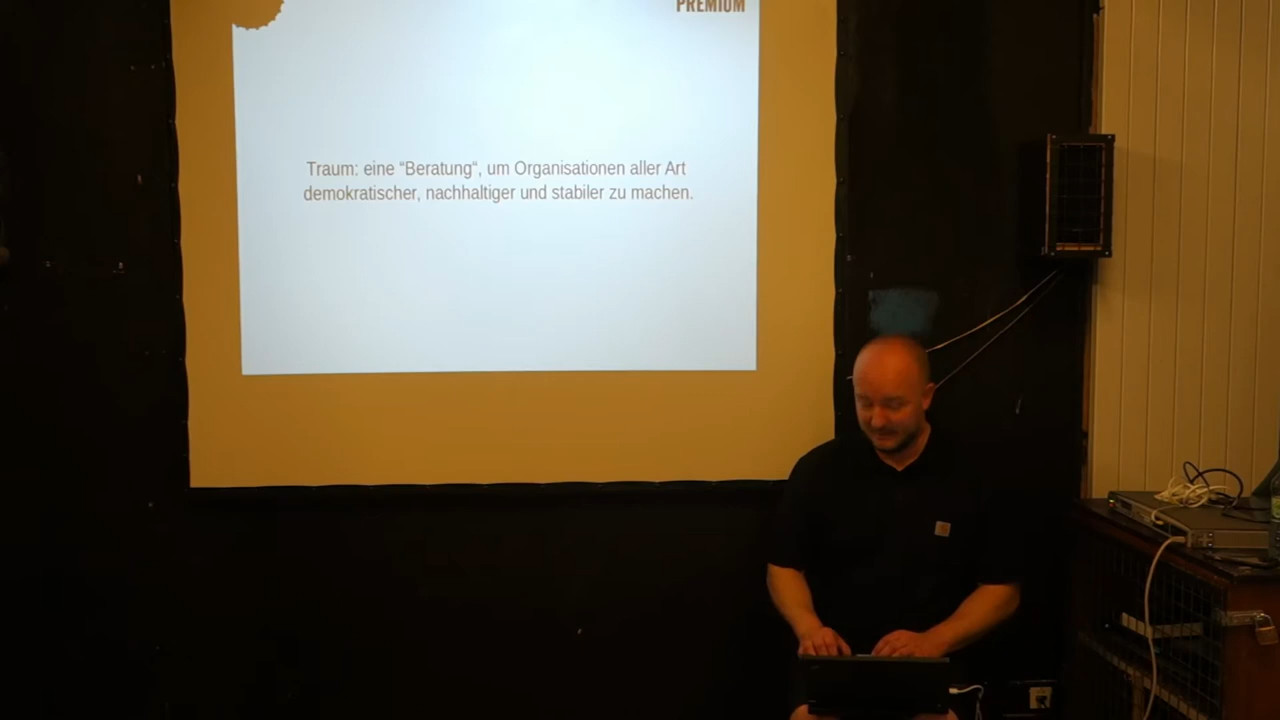 PREMIUM
Traum: eine “Beratung“, um Organisationen aller Art
demokratischer, nachhaltiger und stabiler zu machen.